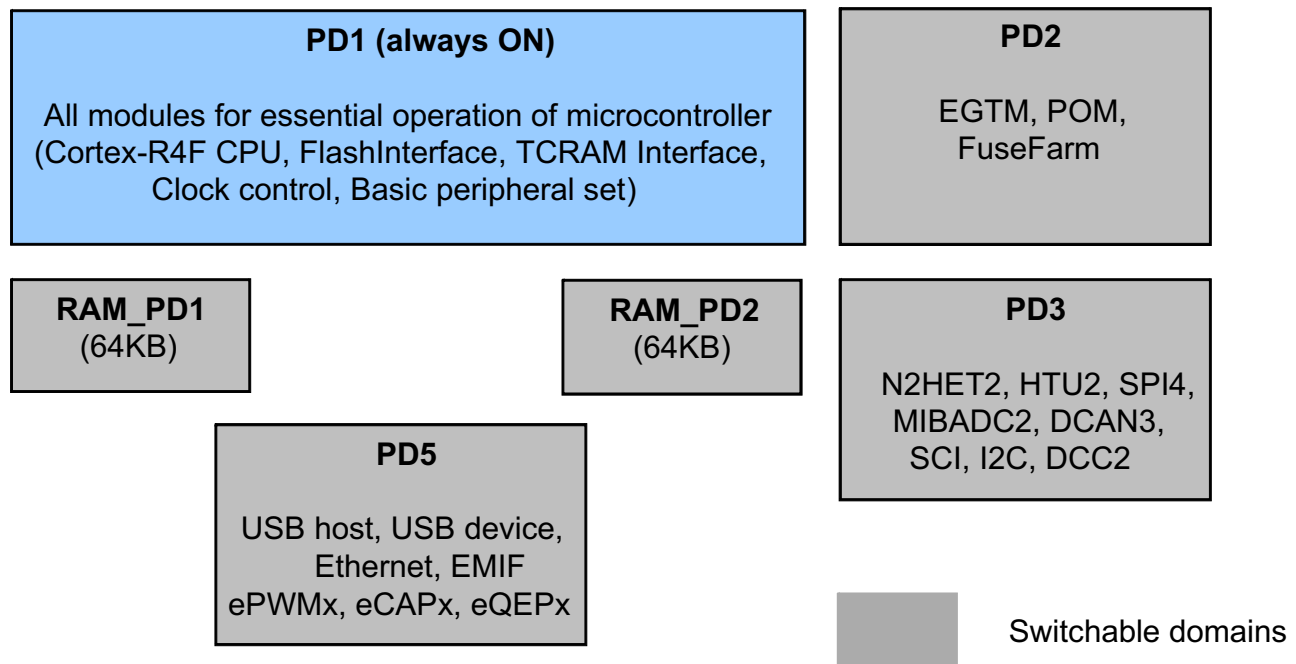 PD1 (always ON)
All modules for essential operation of microcontroller
(Cortex-R4F CPU, FlashInterface, TCRAM Interface,
Clock control, Basic peripheral set)
PD2
EGTM, POM,
FuseFarm
RAM_PD1
(64KB)
RAM_PD2
(64KB)
PD3
N2HET2, HTU2, SPI4,
MIBADC2, DCAN3,
SCI, I2C, DCC2
PD5
USB host, USB device,
Ethernet, EMIF
ePWMx, eCAPx, eQEPx
Switchable domains